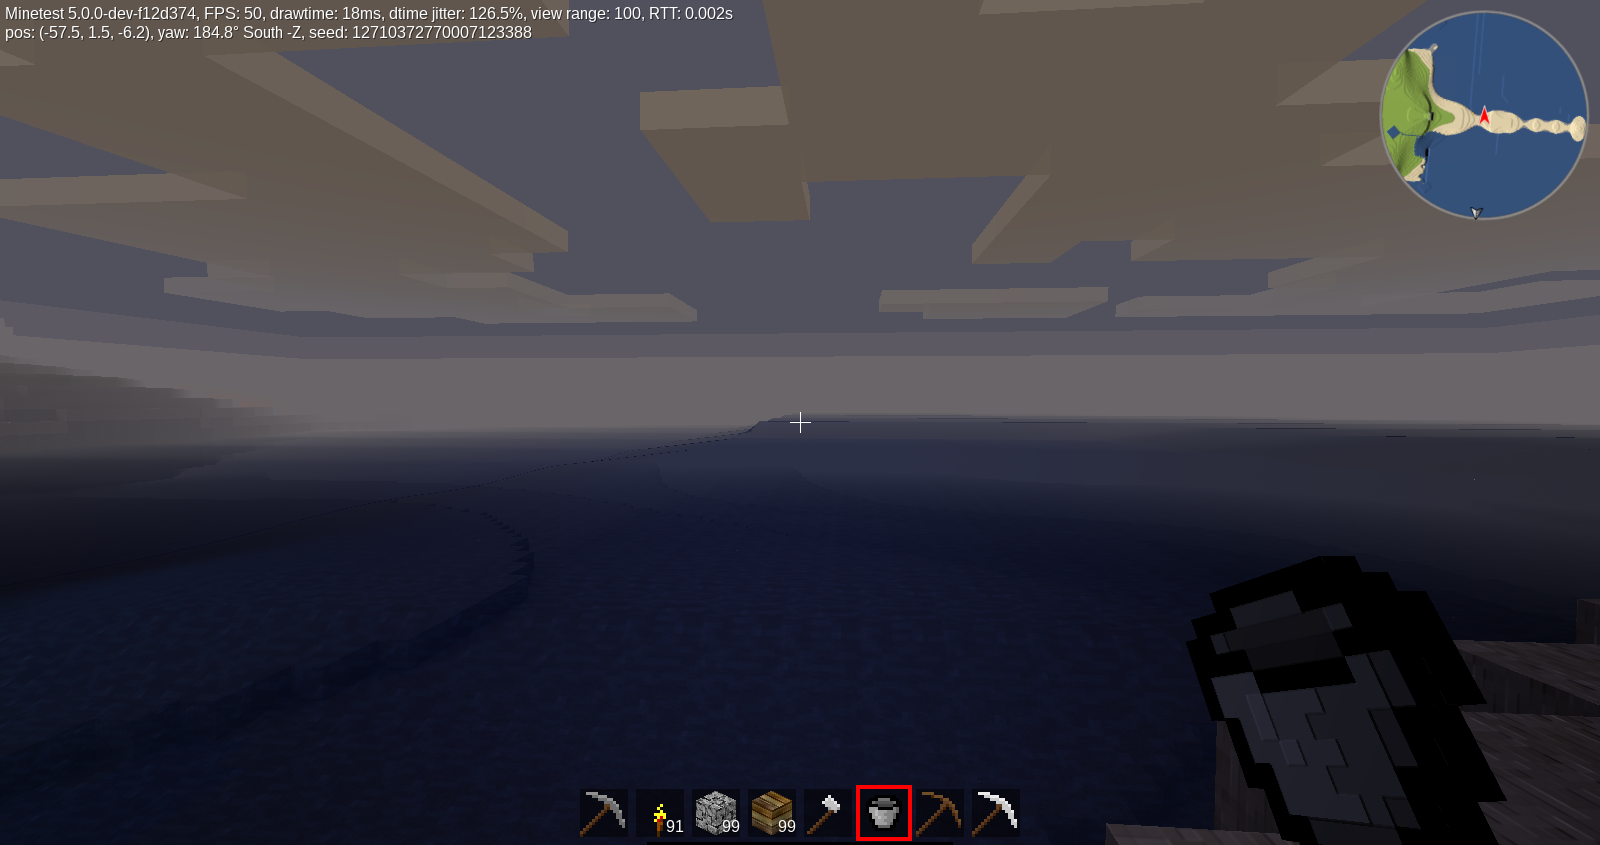 Minetest 5.0.0-dev-f12d374, FPS: 50, drawtime: 18ms, dtime jitter: 126.5%, view range: 100, RTT: 0.002s
pos: (-57.5, 1.5, -6.2), yaw: 184.8° South -Z, seed: 12710372770007123388
91 99 99